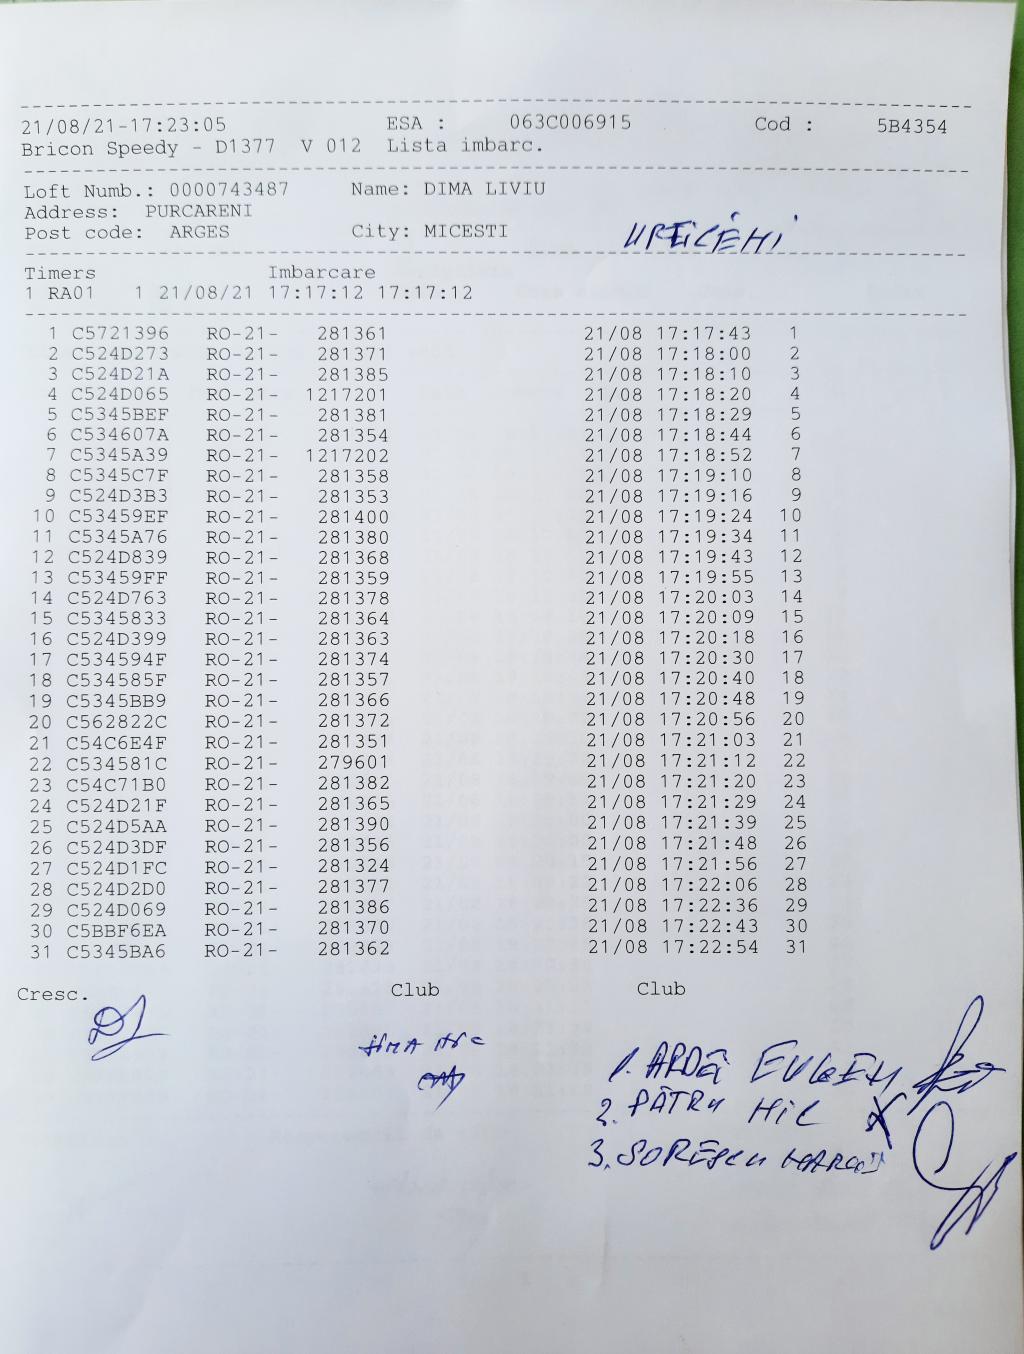 21/08/21-17:23:05 ESA : 063C006915 Cod : 5B4354
Bricon Speedy - D1377 V 012 Lista imbarc.
Loft Numb.: 0000743487 Name: DIMA LIVIU
Address: PURCARENI
Post code: ARGES City: MICESTI
Timers Imbarcare
1 RA01 1 21/08/21 17:17:12 17:17:12
1 C5721396 RO-21- 281361 21/08 17:17:43 1
2 C524D273 RO-21- 281371 21/08 17:18:00 2
3 C524D21A RO-21- 281385 21/08 17:18:10 3
4 C524D065 RO-21- 1217201 21/08 17:18:20 4
5 C5345BEF RO-21- 281381 21/08 17:18:29 5
6 C534607A RO-21- 281354 21/08 17:18:44 6
7 C5345A39 RO-21- 1217202 21/08 17:18:52 7
8 C5345C7F RO-21- 281358 21/08 17:19:10 8
9 C524D3B3 RO-21- 281353 21/08 17:19:16 9
10 C53459EF RO-21- 281400 21/08 17:19:24 10
11 C5345A76 RO-21- 281380 21/08 17:19:34 11
12 C524D839 RO-21- 281368 21/08 17:19:43 12
13 C53459FF RO-21- 281359 21/08 17:19:55 13
14 C524D763 RO-21- 281378 21/08 17:20:03 14
15 C5345833 RO-21- 281364 21/08 17:20:09 15
16 C524D399 RO-21- 281363 21/08 17:20:18 16
17 C534594F RO-21- 281374 21/08 17:20:30 17
18 C534585F RO-21- 281357 21/08 17:20:40 18
19 C5345BB9 RO-21- 281366 21/08 17:20:48 19
20 C562822C RO-21- 281372 21/08 17:20:56 20
21 C54C6E4F RO-21- 281351 21/08 17:21:03 21
22 C534581C RO-21- 279601 21/08 17:21:12 22
23 C54C71B0 RO-21- 281382 21/08 17:21:20 23
24 C524D21F RO-21- 281365 21/08 17:21:29 24
25 C524D5AA RO-21- 281390 21/08 17:21:39 25
26 C524D3DF RO-21- 281356 21/08 17:21:48 26
27 C524D1FC RO-21- 281324 21/08 17:21:56 27
28 C524D2D0 RO-21- 281377 21/08 17:22:06 28
29 C524D069 RO-21- 281386 21/08 17:22:36 29
30 C5BBF6EA RO-21- 281370 21/08 17:22:43 30
31 C5345BA6 RO-21- 281362 21/08 17:22:54 31
Cresc. Club Club
1. EUGEN
2. PĂTRU
3. SORESCU